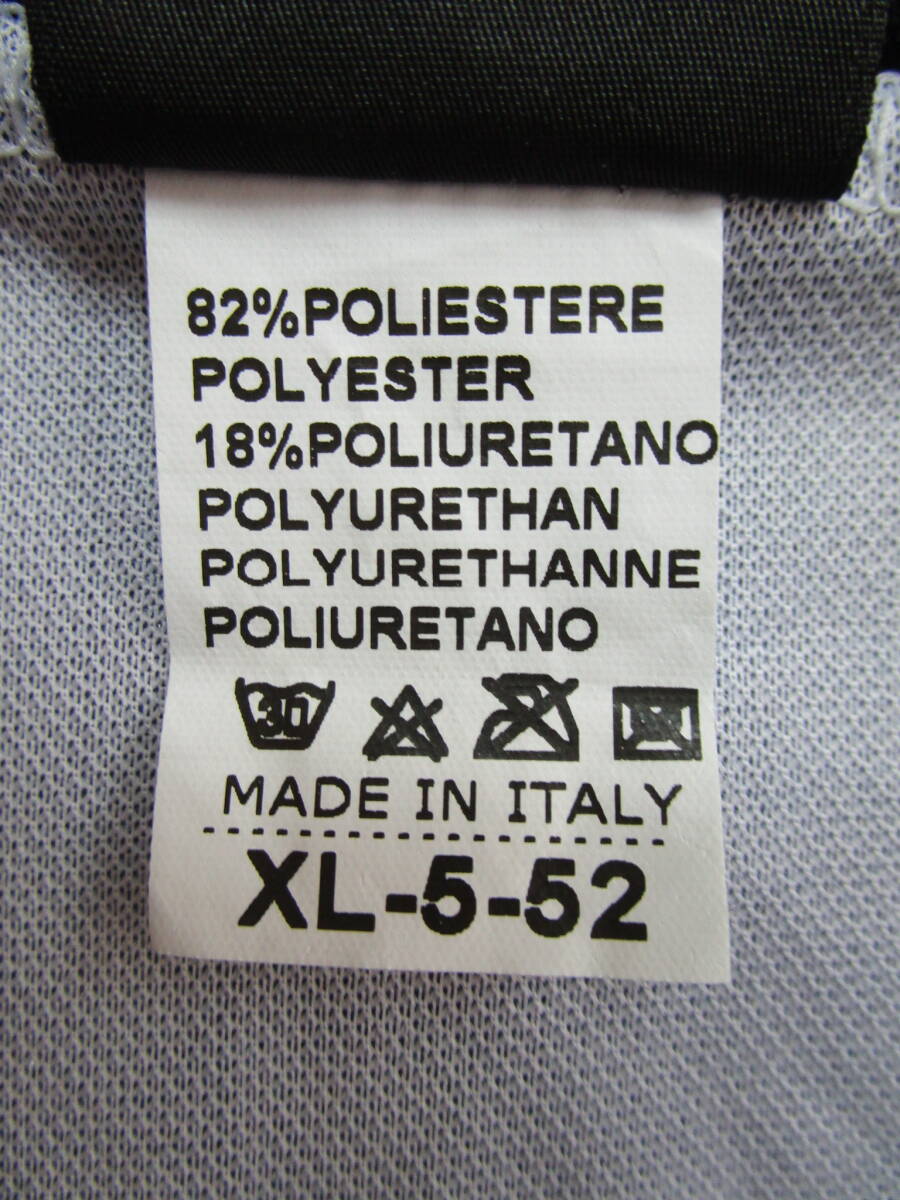 82%POLIESTERE
POLYESTER
18%POLIURETANO
POLYURETHAN
POLYURETHANNE
POLIURETANO
30
MADE IN ITALY
XL-5-52